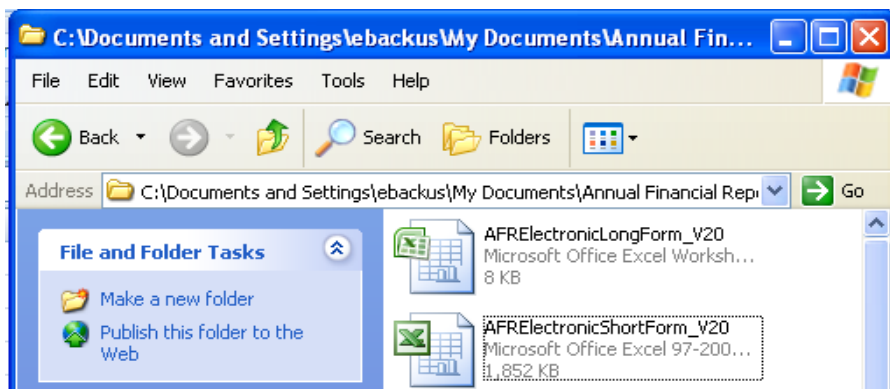 C:\Documents and Settings\ebackus\My Documents\Annual Fin...
File Edit View Favorites Tools Help
Back Search Folders
Address C:\Documents and Settings\ebackus\My Documents\Annual Financial Repo Go
File and Folder Tasks
Make a new folder
Publish this folder to the
Web
AFRElectronicLongForm_V20
Microsoft Office Excel Worksh...
8 KB
AFRElectronicShortForm_V20
Microsoft Office Excel 97-200...
1,852 KB